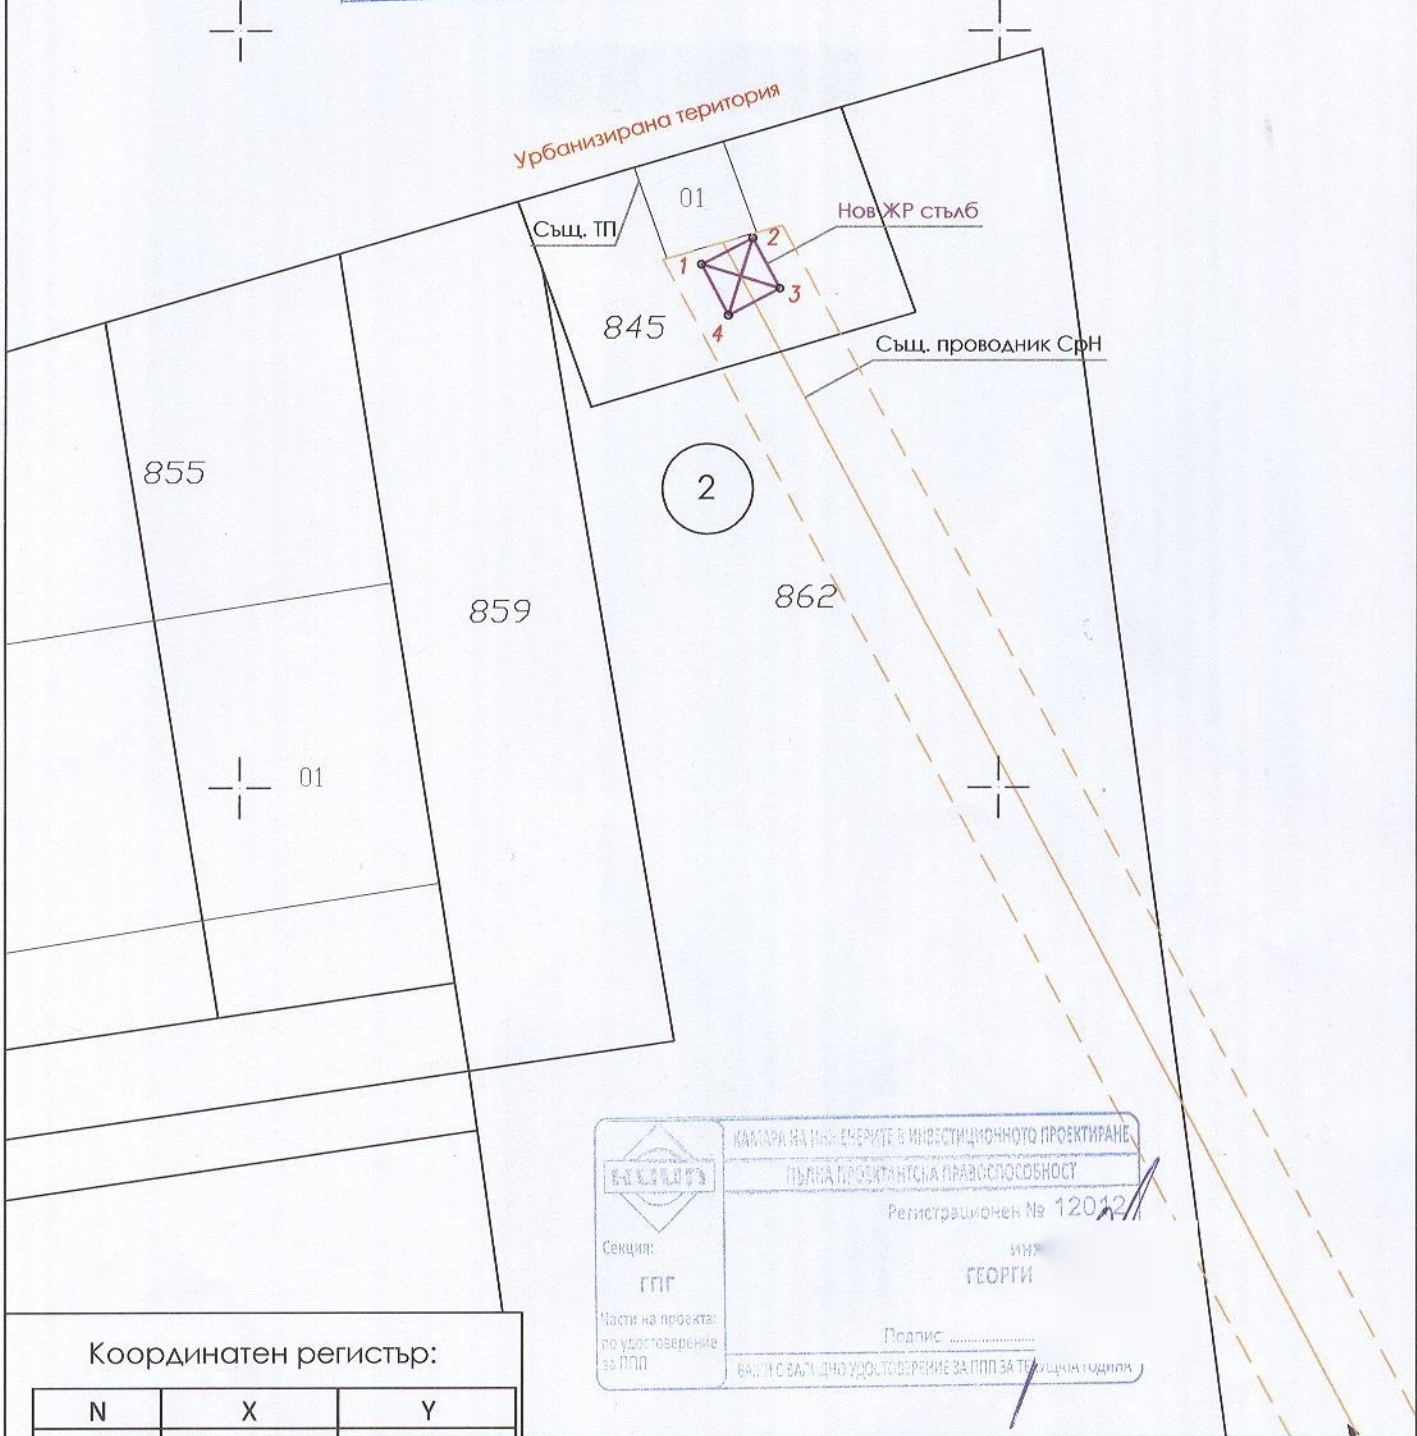 Урбанизирана територия
01
Същ. ТП
Нов ЖР стълб
1
2
3
4
845
Същ. проводник СрН
855
2
859
862
01
КАМАРА НА ИНЖЕНЕРИТЕ В ИНВЕСТИЦИОННОТО ПРОЕКТИРАНЕ
КИИП
ПЪЛНА ПРОЕКТАНТСКА ПРАВОСПОСОБНОСТ
Регистрационен № 12012
Секция:
ГПГ
ГЕОРГИ
Части на проекта:
по удостоверение
за ППП
Подпис:
ВАЖИ С ВАЛИДНО УДОСТОВЕРЕНИЕ ЗА ППП ЗА ТЕКУЩАТА ГОДИНА
Координатен регистър:
N X Y